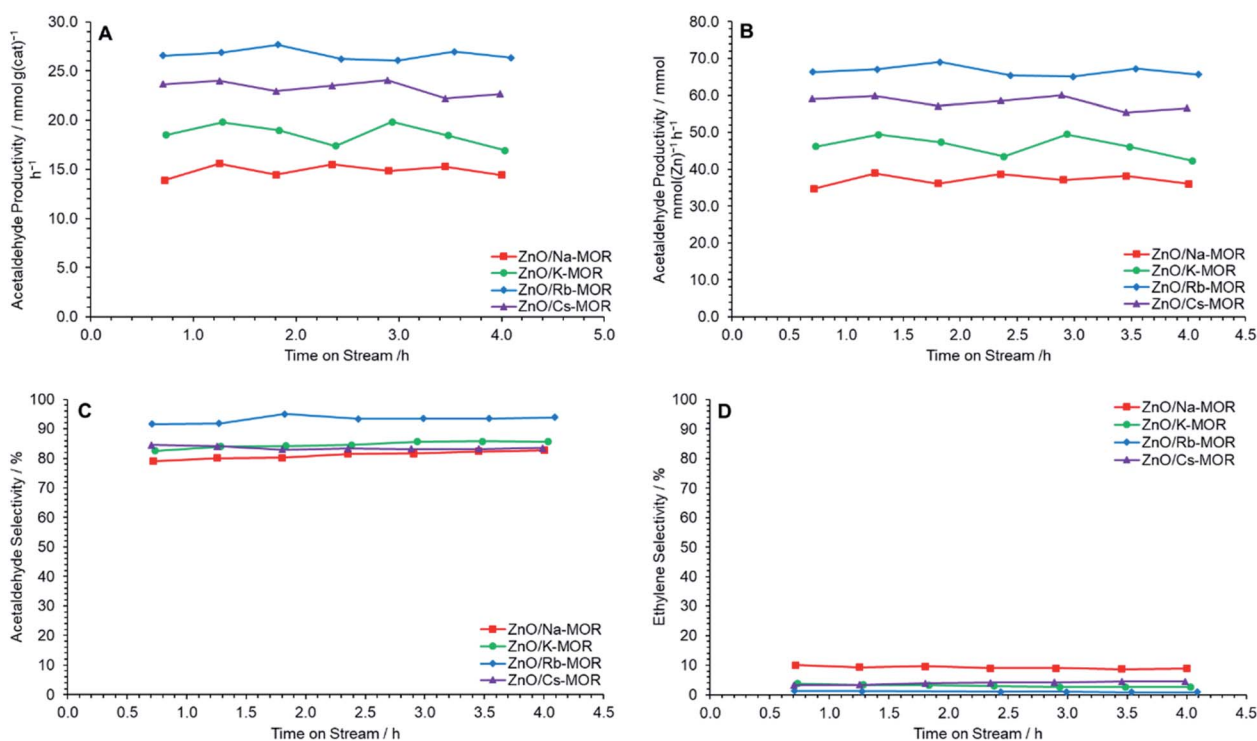 A
Acetaldehyde Productivity / mmol g(cat)⁻¹
h⁻¹
30.0
25.0
20.0
15.0
10.0
5.0
0.0
0.0 1.0 2.0 3.0 4.0 5.0
Time on Stream /h
ZnO/Na-MOR
ZnO/K-MOR
ZnO/Rb-MOR
ZnO/Cs-MOR
B
Acetaldehyde Productivity / mmol
mmol(Zn)⁻¹ h⁻¹
80.0
70.0
60.0
50.0
40.0
30.0
20.0
10.0
0.0
0.0 0.5 1.0 1.5 2.0 2.5 3.0 3.5 4.0 4.5
Time on Stream /h
ZnO/Na-MOR
ZnO/K-MOR
ZnO/Rb-MOR
ZnO/Cs-MOR
C
Acetaldehyde Selectivity / %
100
90
80
70
60
50
40
30
20
10
0
0.0 0.5 1.0 1.5 2.0 2.5 3.0 3.5 4.0 4.5
Time on Stream / h
ZnO/Na-MOR
ZnO/K-MOR
ZnO/Rb-MOR
ZnO/Cs-MOR
D
Ethylene Selectivity / %
100
90
80
70
60
50
40
30
20
10
0
0.0 0.5 1.0 1.5 2.0 2.5 3.0 3.5 4.0 4.5
Time on Stream / h
ZnO/Na-MOR
ZnO/K-MOR
ZnO/Rb-MOR
ZnO/Cs-MOR